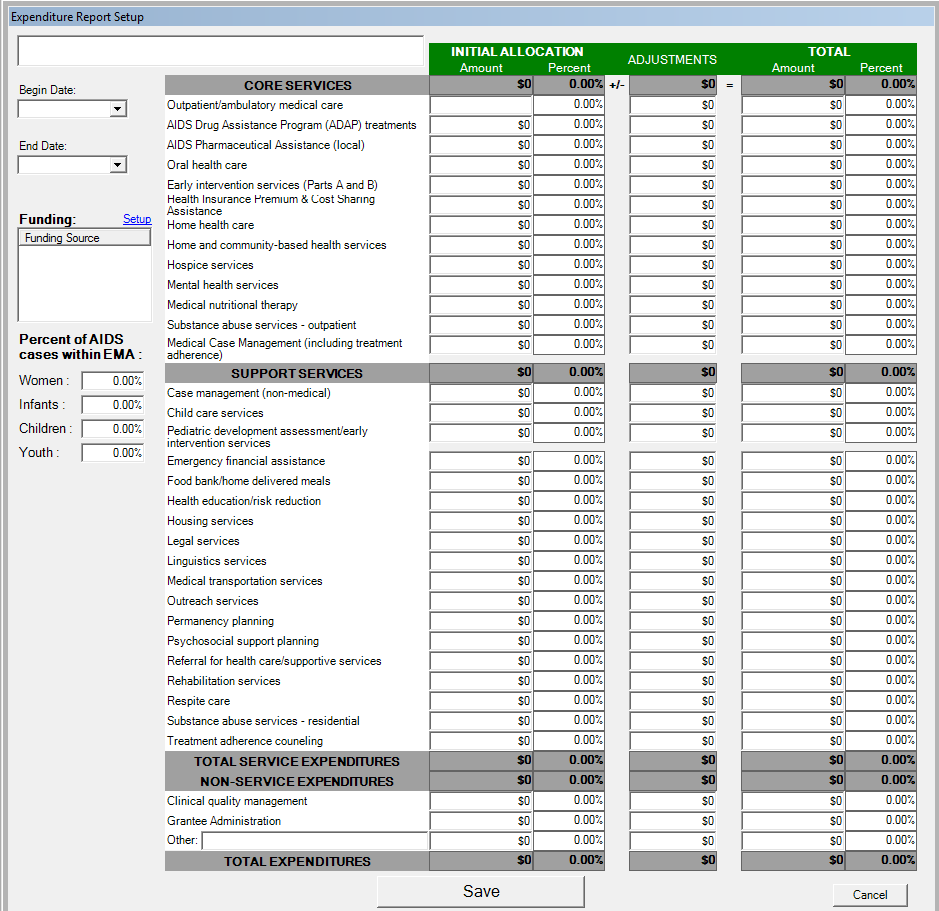 Expenditure Report Setup
INITIAL ALLOCATION ADJUSTMENTS TOTAL
Amount Percent Amount Percent
CORE SERVICES $0 0.00% +/- $0 = $0 0.00%
Begin Date:
Outpatient/ambulatory medical care 0.00% $0 $0 0.00%
AIDS Drug Assistance Program (ADAP) treatments $0 0.00% $0 $0 0.00%
AIDS Pharmaceutical Assistance (local) $0 0.00% $0 $0 0.00%
End Date:
Oral health care $0 0.00% $0 $0 0.00%
Early intervention services (Parts A and B) $0 0.00% $0 $0 0.00%
Health Insurance Premium & Cost Sharing
Assistance $0 0.00% $0 $0 0.00%
Funding: Setup
Home health care $0 0.00% $0 $0 0.00%
Funding Source
Home and community-based health services $0 0.00% $0 $0 0.00%
Hospice services $0 0.00% $0 $0 0.00%
Mental health services $0 0.00% $0 $0 0.00%
Medical nutritional therapy $0 0.00% $0 $0 0.00%
Substance abuse services - outpatient $0 0.00% $0 $0 0.00%
Medical Case Management (including treatment
adherence) $0 0.00% $0 $0 0.00%
Percent of AIDS
cases within EMA :
Women : 0.00%
Infants : 0.00%
Children : 0.00%
Youth : 0.00%
SUPPORT SERVICES $0 0.00% $0 $0 0.00%
Case management (non-medical) $0 0.00% $0 $0 0.00%
Child care services $0 0.00% $0 $0 0.00%
Pediatric development assessment/early
intervention services $0 0.00% $0 $0 0.00%
Emergency financial assistance $0 0.00% $0 $0 0.00%
Food bank/home delivered meals $0 0.00% $0 $0 0.00%
Health education/risk reduction $0 0.00% $0 $0 0.00%
Housing services $0 0.00% $0 $0 0.00%
Legal services $0 0.00% $0 $0 0.00%
Linguistics services $0 0.00% $0 $0 0.00%
Medical transportation services $0 0.00% $0 $0 0.00%
Outreach services $0 0.00% $0 $0 0.00%
Permanency planning $0 0.00% $0 $0 0.00%
Psychosocial support planning $0 0.00% $0 $0 0.00%
Referral for health care/supportive services $0 0.00% $0 $0 0.00%
Rehabilitation services $0 0.00% $0 $0 0.00%
Respite care $0 0.00% $0 $0 0.00%
Substance abuse services - residential $0 0.00% $0 $0 0.00%
Treatment adherence couneling $0 0.00% $0 $0 0.00%
TOTAL SERVICE EXPENDITURES $0 0.00% $0 $0 0.00%
NON-SERVICE EXPENDITURES $0 0.00% $0 $0 0.00%
Clinical quality management $0 0.00% $0 $0 0.00%
Grantee Administration $0 0.00% $0 $0 0.00%
Other: $0 0.00% $0 $0 0.00%
TOTAL EXPENDITURES $0 0.00% $0 $0 0.00%
Save Cancel